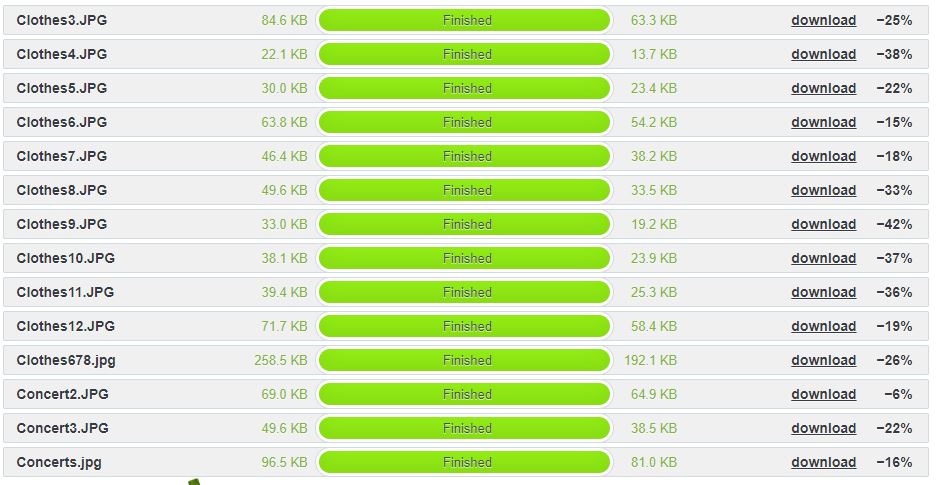 Clothes3.JPG 84.6 KB Finished 63.3 KB download −25%
Clothes4.JPG 22.1 KB Finished 13.7 KB download −38%
Clothes5.JPG 30.0 KB Finished 23.4 KB download −22%
Clothes6.JPG 63.8 KB Finished 54.2 KB download −15%
Clothes7.JPG 46.4 KB Finished 38.2 KB download −18%
Clothes8.JPG 49.6 KB Finished 33.5 KB download −33%
Clothes9.JPG 33.0 KB Finished 19.2 KB download −42%
Clothes10.JPG 38.1 KB Finished 23.9 KB download −37%
Clothes11.JPG 39.4 KB Finished 25.3 KB download −36%
Clothes12.JPG 71.7 KB Finished 58.4 KB download −19%
Clothes678.jpg 258.5 KB Finished 192.1 KB download −26%
Concert2.JPG 69.0 KB Finished 64.9 KB download −6%
Concert3.JPG 49.6 KB Finished 38.5 KB download −22%
Concerts.jpg 96.5 KB Finished 81.0 KB download −16%